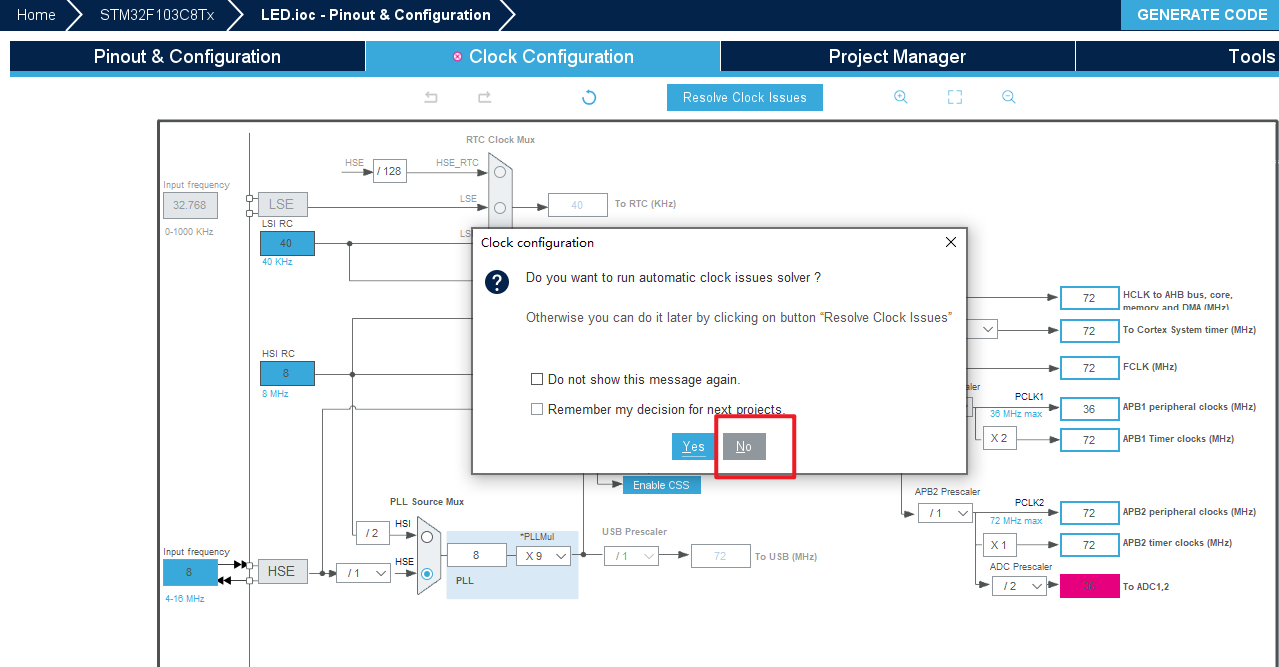 Home
STM32F103C8Tx
LED.ioc - Pinout & Configuration
GENERATE CODE
Pinout & Configuration
Clock Configuration
Project Manager
Tools
Resolve Clock Issues
RTC Clock Mux
HSE
/ 128
HSE_RTC
Input frequency
32.768
0-1000 KHz
LSE
LSE
40
To RTC (KHz)
LSI RC
40
40 KHz
LS
Clock configuration
Do you want to run automatic clock issues solver ?
Otherwise you can do it later by clicking on button “Resolve Clock Issues”
Do not show this message again.
Remember my decision for next projects.
Yes
No
72
HCLK to AHB bus, core,
memory and DMA (MHz)
72
To Cortex System timer (MHz)
HSI RC
8
8 MHz
72
FCLK (MHz)
aler
PCLK1
36 MHz max
36
APB1 peripheral clocks (MHz)
X 2
72
APB1 Timer clocks (MHz)
Enable CSS
PLL Source Mux
APB2 Prescaler
/ 1
PCLK2
72 MHz max
72
APB2 peripheral clocks (MHz)
/ 2
HSI
*PLLMul
USB Prescaler
X 1
72
APB2 timer clocks (MHz)
Input frequency
8
4-16 MHz
HSE
/ 1
HSE
8
X 9
PLL
/ 1
72
To USB (MHz)
ADC Prescaler
/ 2
36
To ADC1,2